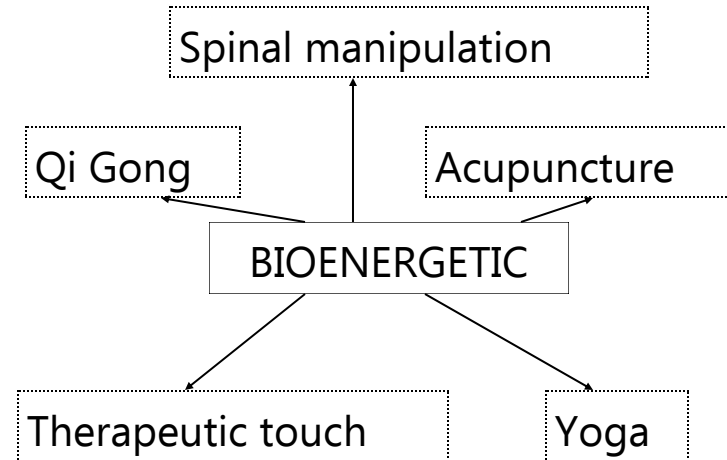 Spinal manipulation
Qi Gong
Acupuncture
BIOENERGETIC
Therapeutic touch
Yoga